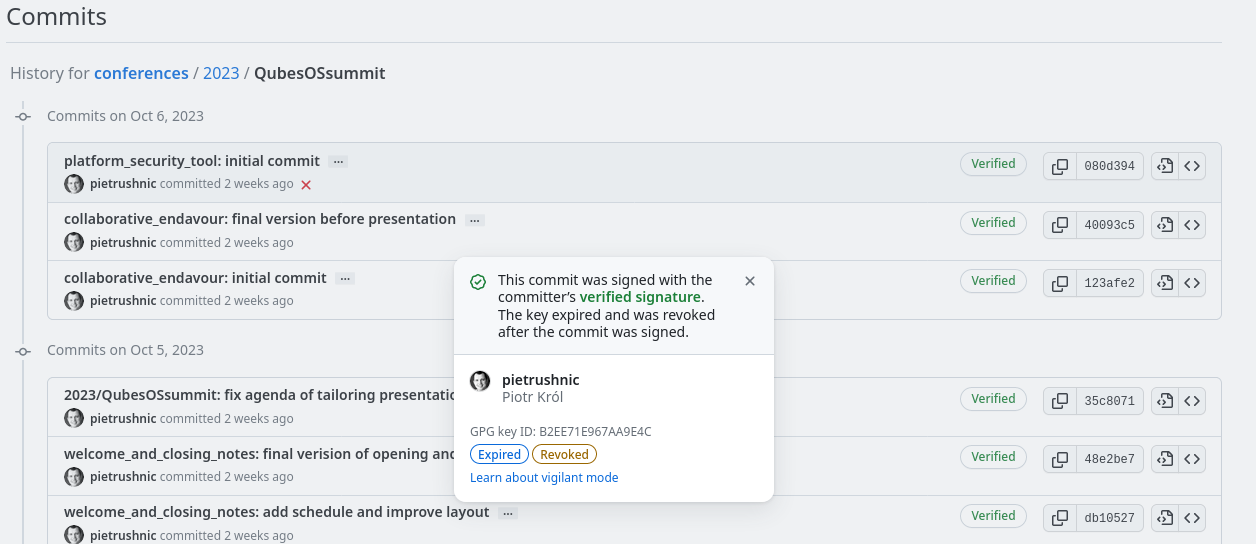 Commits
History for conferences / 2023 / QubesOSsummit
Commits on Oct 6, 2023
platform_security_tool: initial commit ...
pietrushnic committed 2 weeks ago
Verified
080d394
collaborative_endavour: final version before presentation ...
pietrushnic committed 2 weeks ago
Verified
40093c5
collaborative_endavour: initial commit ...
pietrushnic committed 2 weeks ago
Verified
123afe2
This commit was signed with the
committer's verified signature.
The key expired and was revoked
after the commit was signed.
pietrushnic
Piotr Król
GPG key ID: B2EE71E967AA9E4C
Expired Revoked
Learn about vigilant mode
Commits on Oct 5, 2023
2023/QubesOSsummit: fix agenda of tailoring presentatic
pietrushnic committed 2 weeks ago
Verified
35c8071
welcome_and_closing_notes: final verision of opening and
pietrushnic committed 2 weeks ago
Verified
48e2be7
welcome_and_closing_notes: add schedule and improve layout ...
pietrushnic committed 2 weeks ago
Verified
db10527